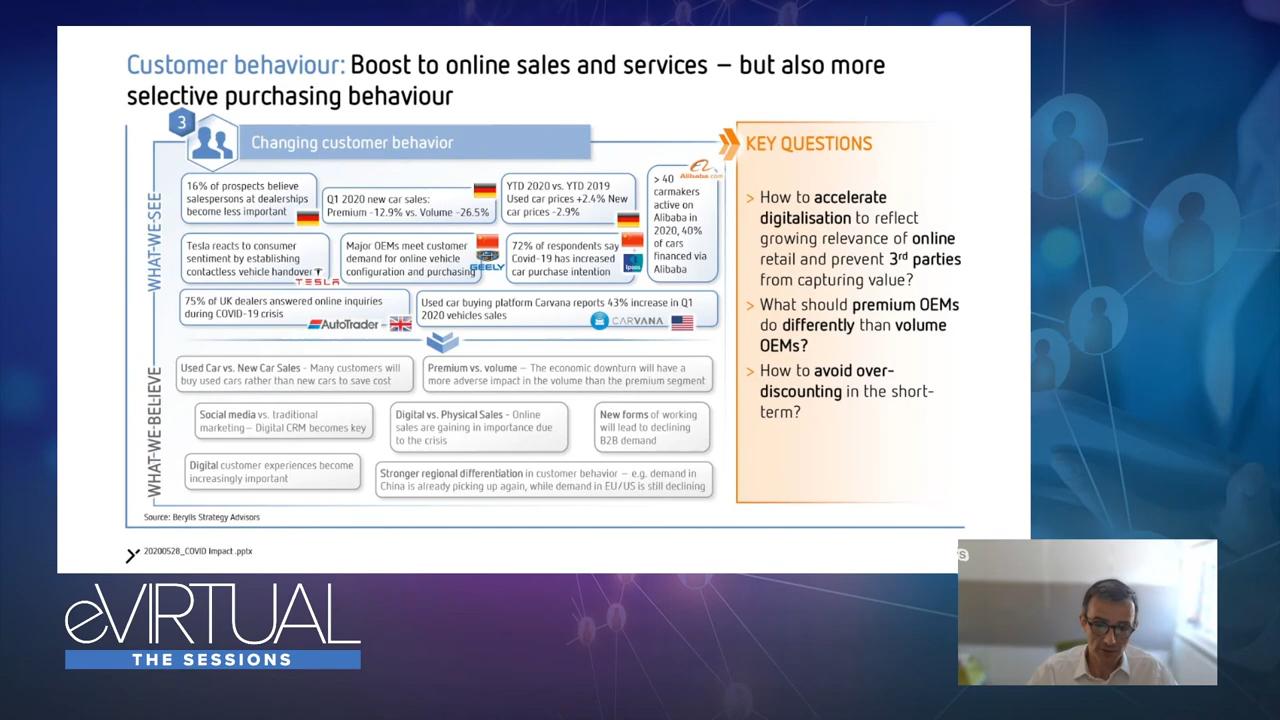 Customer behaviour: Boost to online sales and services – but also more
selective purchasing behaviour
3
Changing customer behavior
WHAT-WE-SEE
16% of prospects believe
salespersons at dealerships
become less important
Q1 2020 new car sales:
Premium -12.9% vs. Volume -26.5%
YTD 2020 vs. YTD 2019
Used car prices +2.4% New
car prices -2.9%
Alibaba.com
> 40
carmakers
active on
Alibaba in
2020, 40%
of cars
financed via
Alibaba
Tesla reacts to consumer
sentiment by establishing
contactless vehicle handover
TESLA
Major OEMs meet customer
demand for online vehicle
configuration and purchasing
GEELY
72% of respondents say
Covid-19 has increased
car purchase intention
Ipsos
75% of UK dealers answered online inquiries
during COVID-19 crisis
AutoTrader
Used car buying platform Carvana reports 43% increase in Q1
2020 vehicles sales
CARVANA
WHAT-WE-BELIEVE
Used Car vs. New Car Sales - Many customers will
buy used cars rather than new cars to save cost
Premium vs. volume – The economic downturn will have a
more adverse impact in the volume than the premium segment
Social media vs. traditional
marketing – Digital CRM becomes key
Digital vs. Physical Sales - Online
sales are gaining in importance due
to the crisis
New forms of working
will lead to declining
B2B demand
Digital customer experiences become
increasingly important
Stronger regional differentiation in customer behavior – e.g. demand in
China is already picking up again, while demand in EU/US is still declining
KEY QUESTIONS
> How to accelerate
digitalisation to reflect
growing relevance of online
retail and prevent 3rd parties
from capturing value?
> What should premium OEMs
do differently than volume
OEMs?
> How to avoid over-
discounting in the short-
term?
Source: Berylls Strategy Advisors
20200528_COVID Impact .pptx
eVIRTUAL
THE SESSIONS